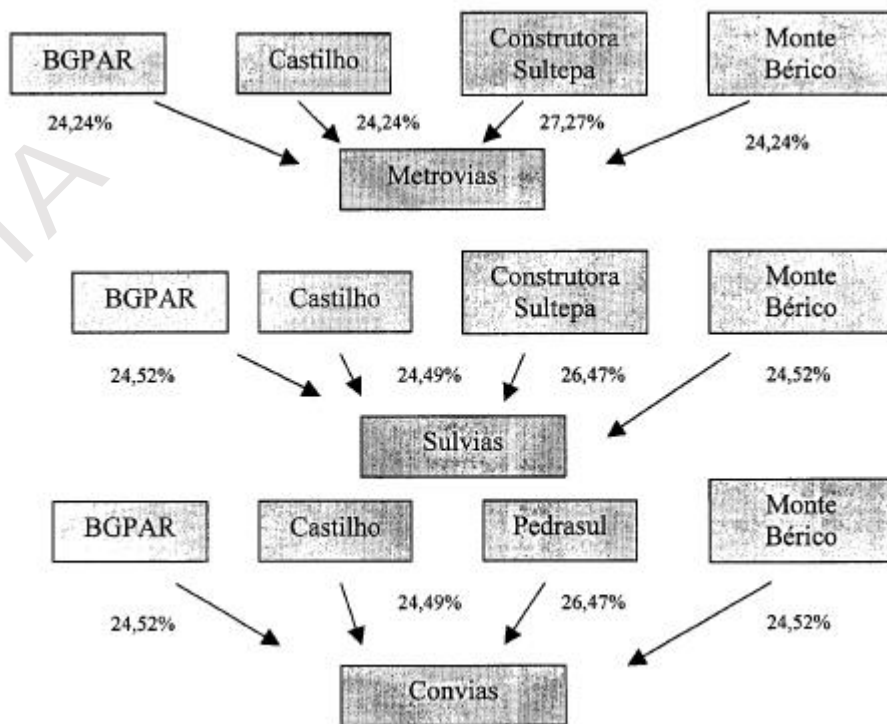 BGPAR
Castilho
Construtora
Sultepa
Monte
Bérico
24,24%
24,24%
27,27%
24,24%
Metrovias
BGPAR
Castilho
Construtora
Sultepa
Monte
Bérico
24,52%
24,49%
26,47%
24,52%
Sulvias
BGPAR
Castilho
Pedrasul
Monte
Bérico
24,52%
24,49%
26,47%
24,52%
Convias
IA